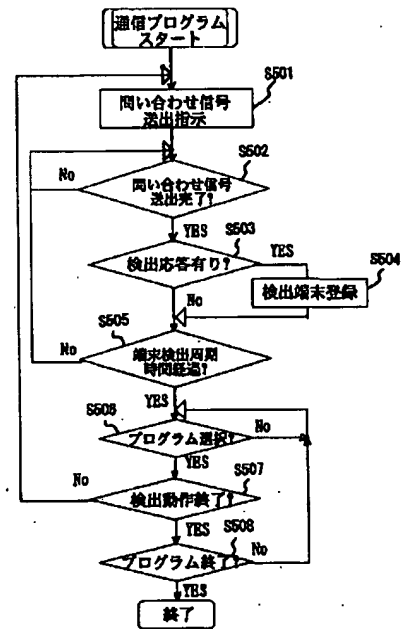 通信プログラム
スタート
S501
問い合わせ信号
送出指示
S502
No
問い合わせ信号
送出完了?
YES
S503
検出応答有り?
YES
S504
検出端末登録
No
S505
No
端末検出周期
時間経過?
YES
S506
プログラム選択?
No
YES
S507
No
検出動作終了?
YES
S508
プログラム終了?
No
YES
終了